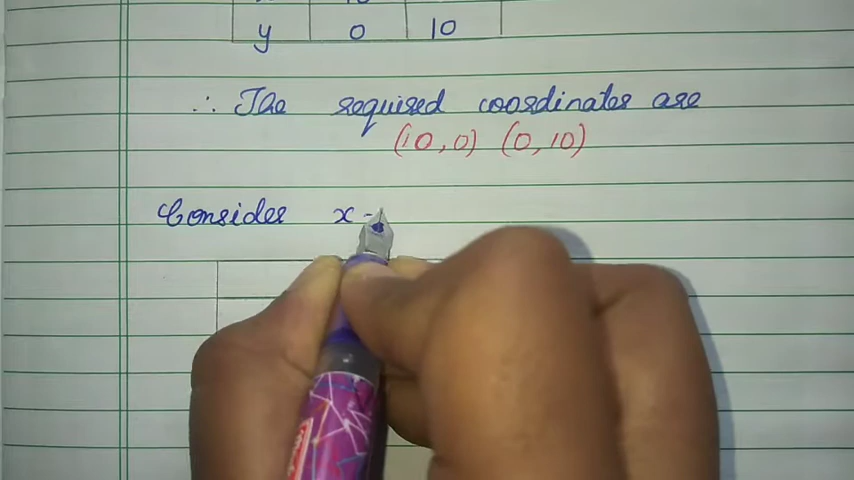 y 0 10
∴ The required coordinates are
(10,0) (0,10)
Consider x -